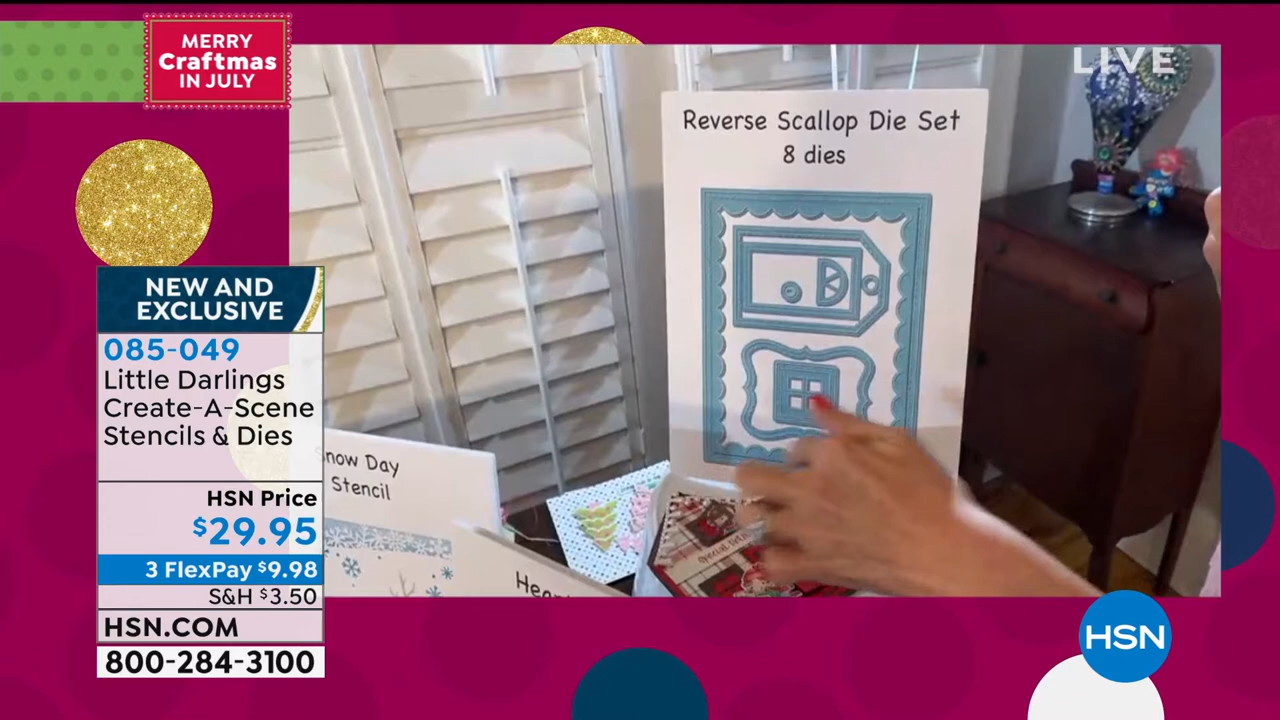 MERRY
Craftmas
IN JULY
LIVE
Reverse Scallop Die Set
8 dies
NEW AND
EXCLUSIVE
085-049
Little Darlings
Create-A-Scene
Stencils & Dies
HSN Price
$29.95
3 FlexPay $9.98
S&H $3.50
HSN.COM
800-284-3100
Snow Day
Stencil
Special
HSN